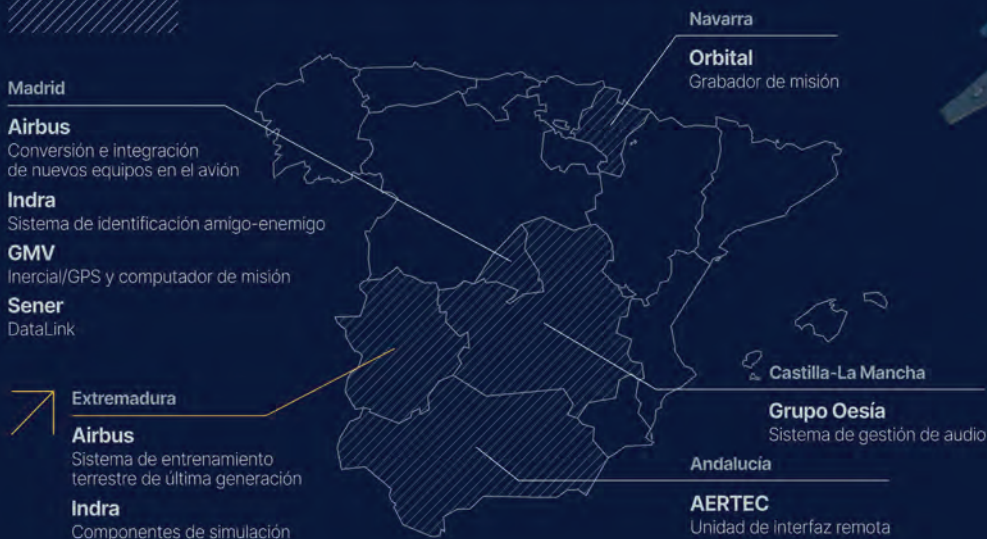 Navarra
Orbital
Grabador de misión
Madrid
Airbus
Conversión e integración
de nuevos equipos en el avión
Indra
Sistema de identificación amigo-enemigo
GMV
Inercial/GPS y computador de misión
Sener
DataLink
Extremadura
Airbus
Sistema de entrenamiento
terrestre de última generación
Indra
Componentes de simulación
Castilla-La Mancha
Grupo Oesía
Sistema de gestión de audio
Andalucía
AERTEC
Unidad de interfaz remota